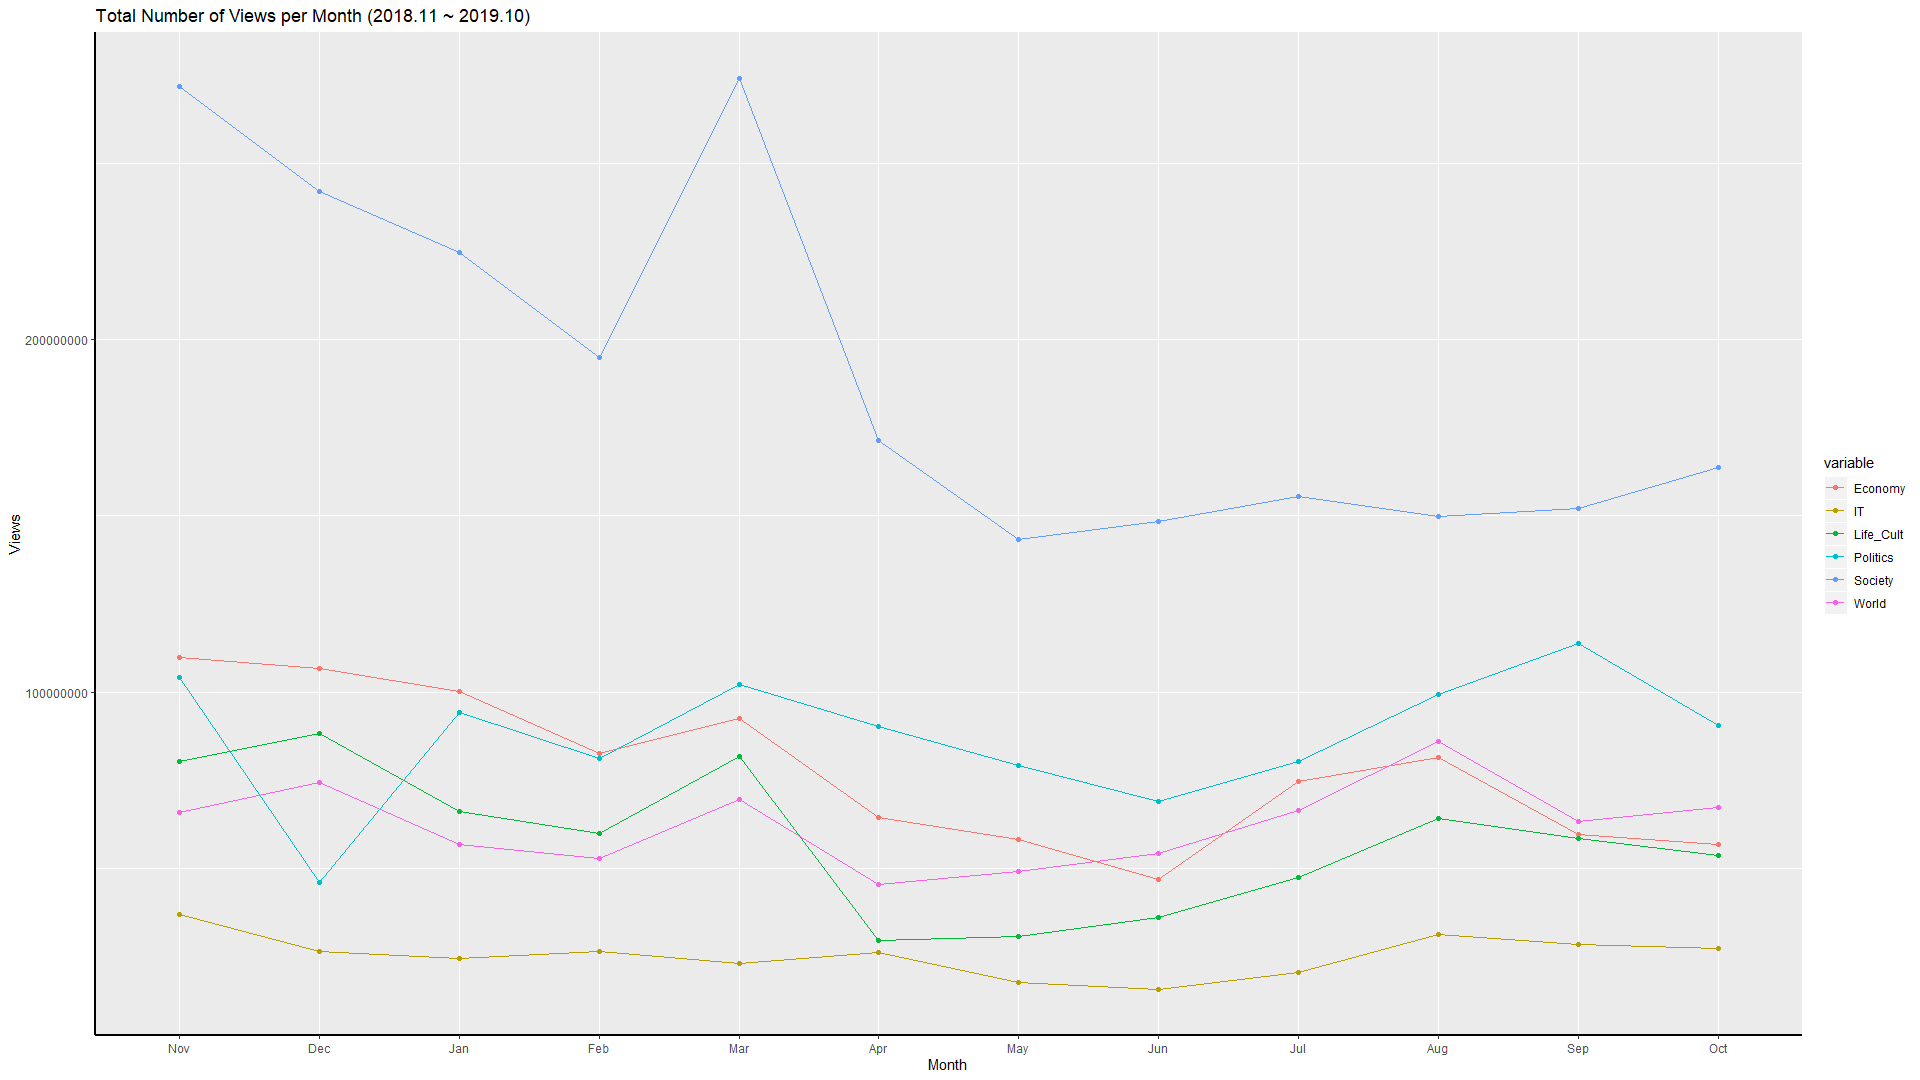 Total Number of Views per Month (2018.11 ~ 2019.10)
Views
200000000
100000000
Nov Dec Jan Feb Mar Apr May Jun Jul Aug Sep Oct
Month
variable
Economy
IT
Life_Cult
Politics
Society
World